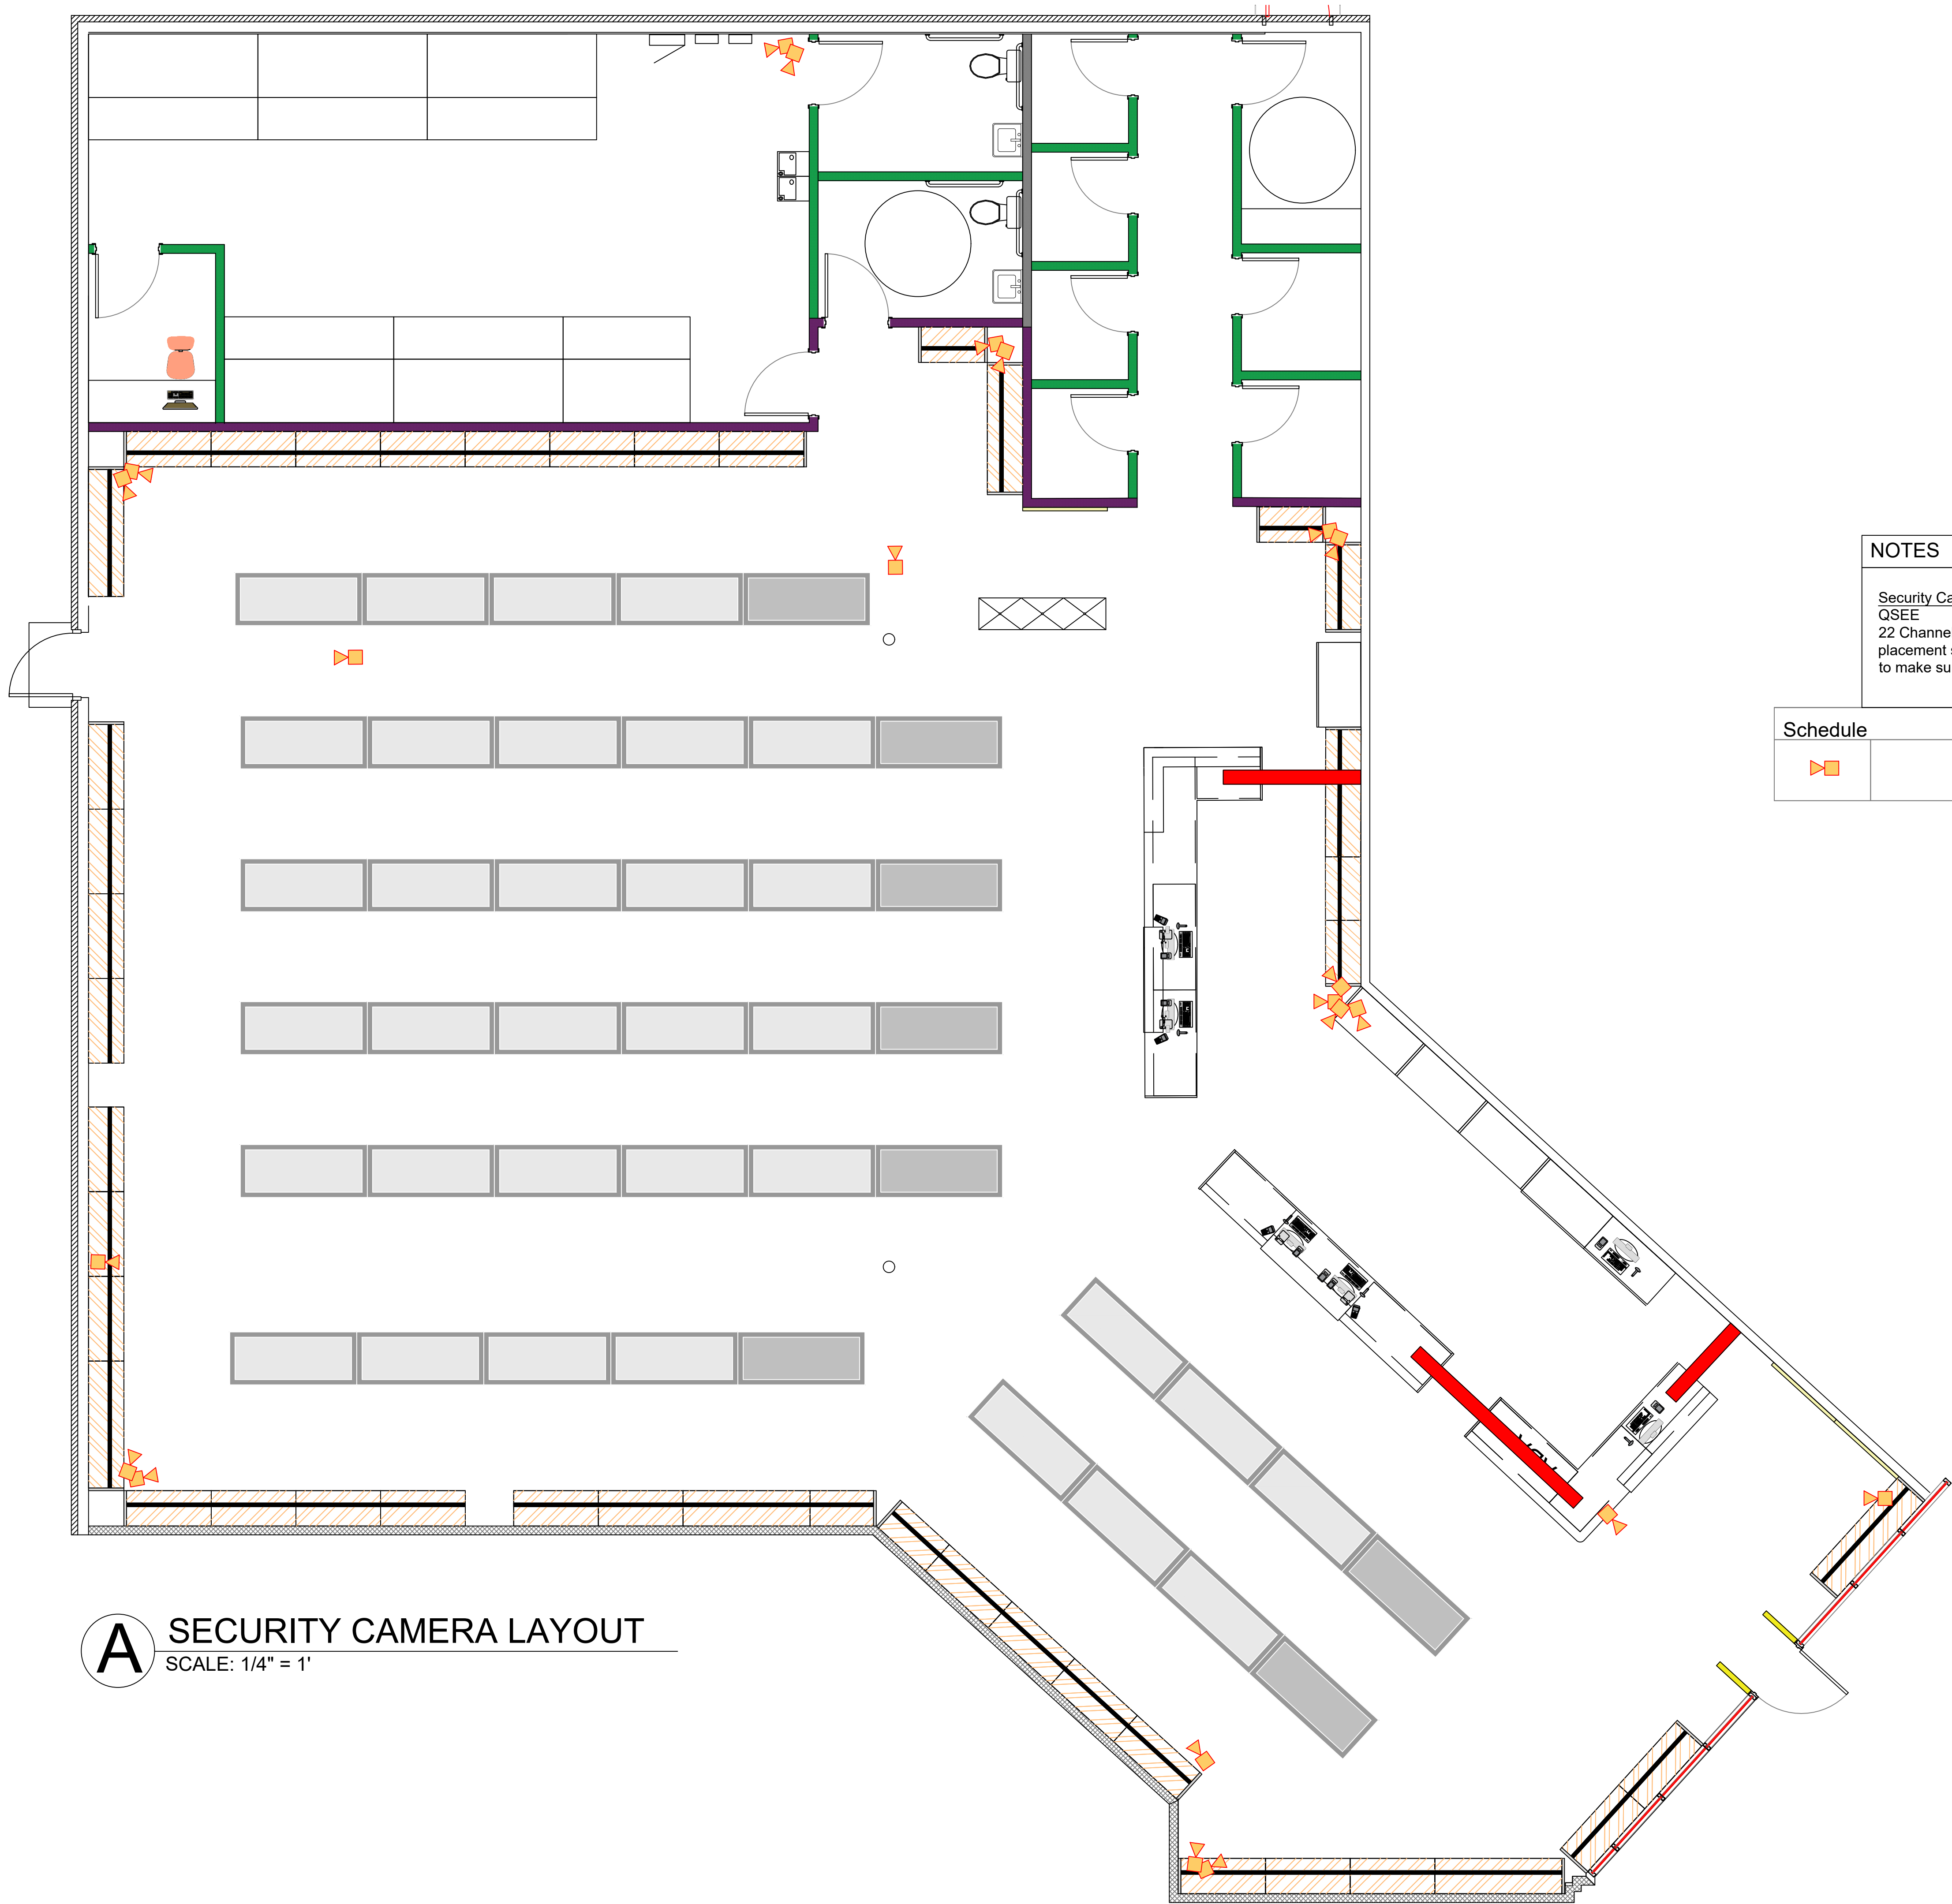 NOTES
Security Ca
QSEE
22 Channe
placement s
to make su
Schedule
A
SECURITY CAMERA LAYOUT
SCALE: 1/4" = 1'